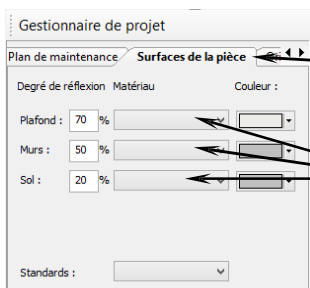 Gestionnaire de projet
Plan de maintenance Surfaces de la pièce
Degré de réflexion Matériau Couleur :
Plafond : 70 %
Murs : 50 %
Sol : 20 %
Standards :